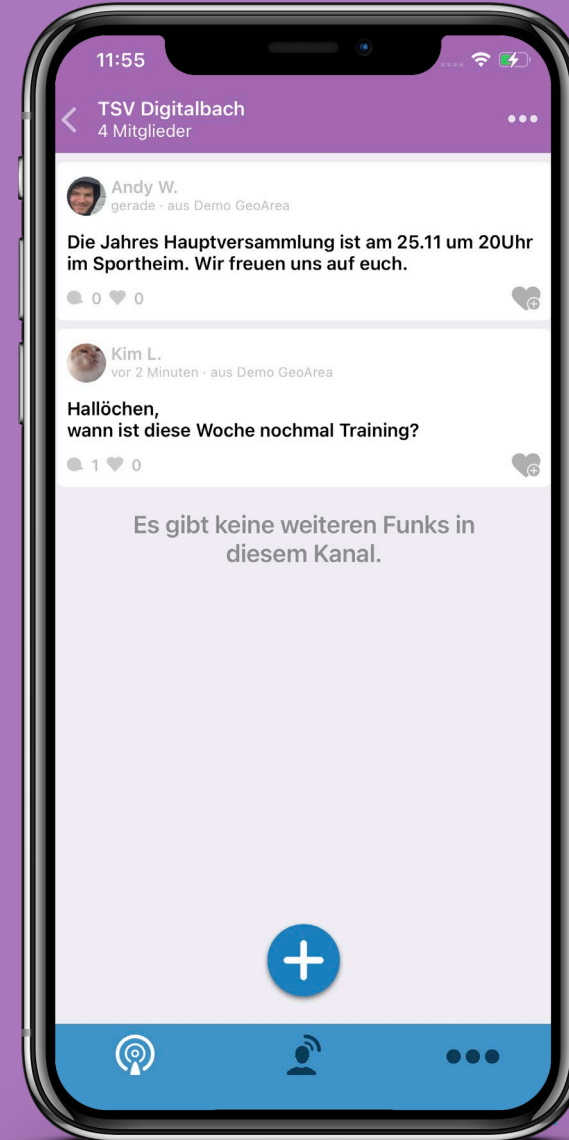 11:55
TSV Digitalbach
4 Mitglieder
Andy W.
gerade · aus Demo GeoArea
Die Jahres Hauptversammlung ist am 25.11 um 20Uhr
im Sportheim. Wir freuen uns auf euch.
0 0
Kim L.
vor 2 Minuten · aus Demo GeoArea
Hallöchen,
wann ist diese Woche nochmal Training?
1 0
Es gibt keine weiteren Funks in
diesem Kanal.